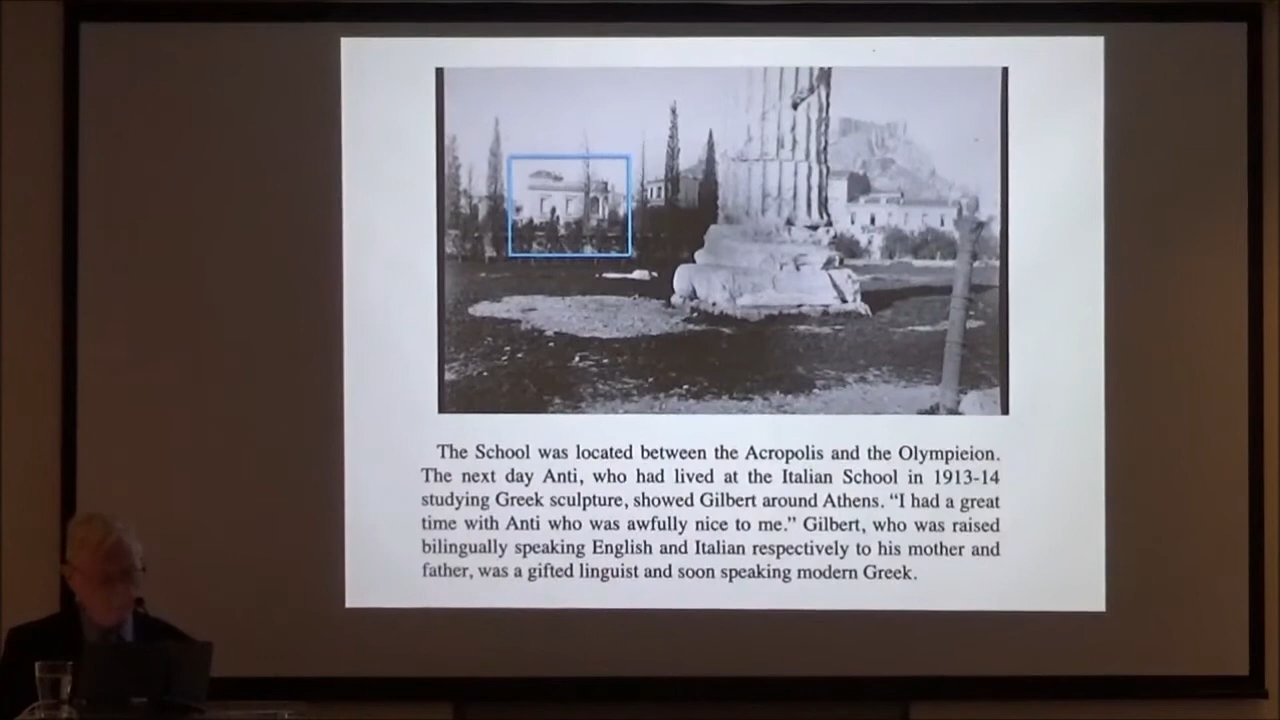 The School was located between the Acropolis and the Olympieion.
The next day Anti, who had lived at the Italian School in 1913-14
studying Greek sculpture, showed Gilbert around Athens. “I had a great
time with Anti who was awfully nice to me.” Gilbert, who was raised
bilingually speaking English and Italian respectively to his mother and
father, was a gifted linguist and soon speaking modern Greek.